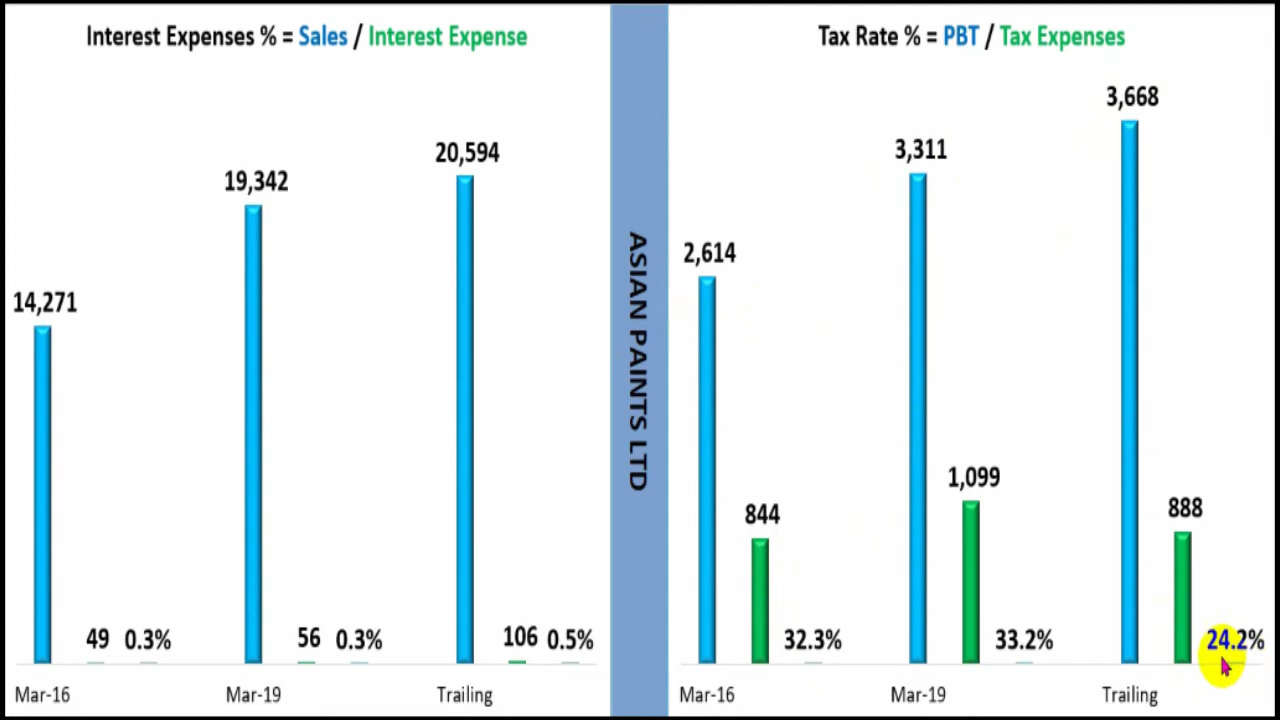 Interest Expenses % = Sales / Interest Expense
20,594
19,342
14,271
49 0.3%
56 0.3%
106 0.5%
Mar-16 Mar-19 Trailing
ASIAN PAINTS LTD
Tax Rate % = PBT / Tax Expenses
3,668
3,311
2,614
1,099
888
844
32.3% 33.2% 24.2%
Mar-16 Mar-19 Trailing